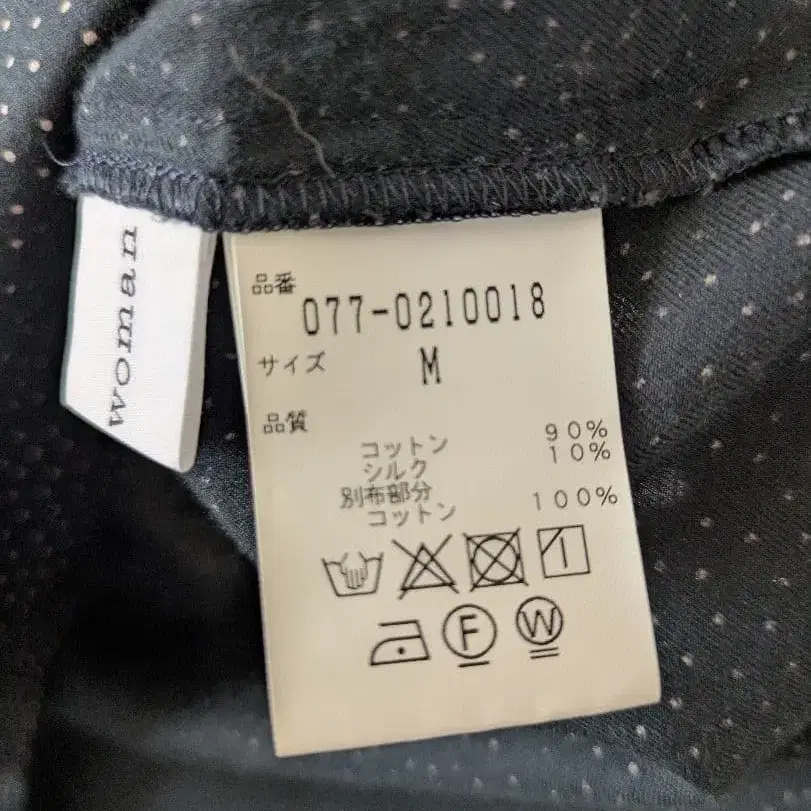 woman
品番
077-0210018
サイズ M
品質
コットン 90%
シルク 10%
別布部分
コットン 100%
F W